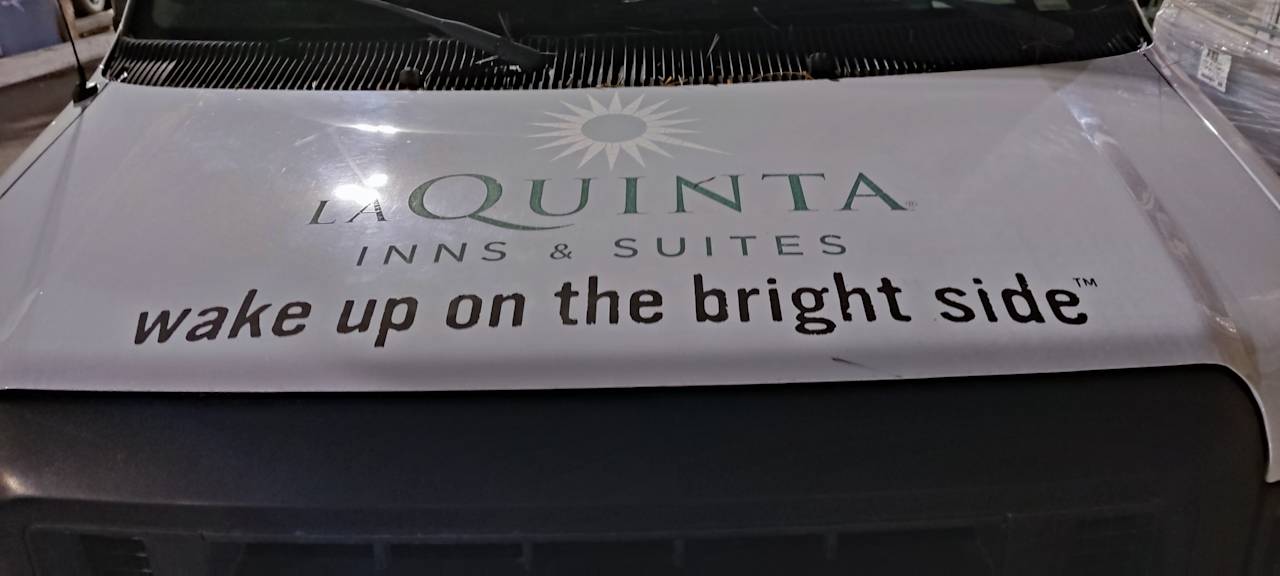 LA QUINTA®
INNS & SUITES
wake up on the bright side™